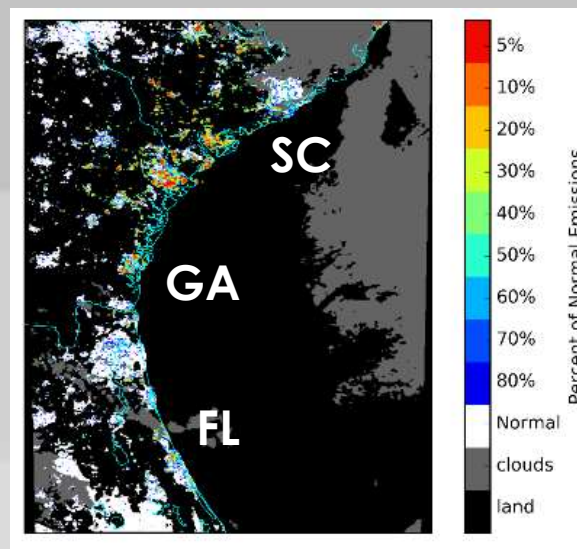 SC
GA
FL
5%
10%
20%
30%
40%
50%
60%
70%
80%
Normal
clouds
land
Percent of Normal Emissions